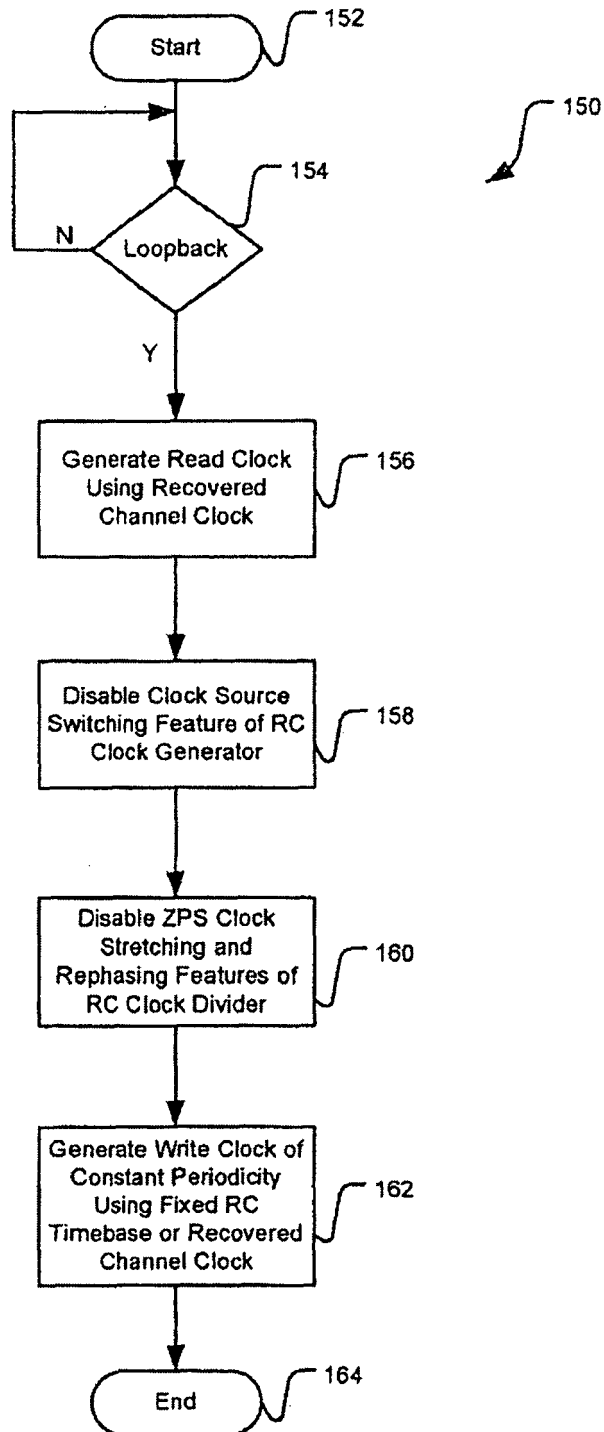 Start
152
150
154
Loopback
N
Y
Generate Read Clock
Using Recovered
Channel Clock
156
Disable Clock Source
Switching Feature of RC
Clock Generator
158
Disable ZPS Clock
Stretching and
Rephasing Features of
RC Clock Divider
160
Generate Write Clock of
Constant Periodicity
Using Fixed RC
Timebase or Recovered
Channel Clock
162
End
164